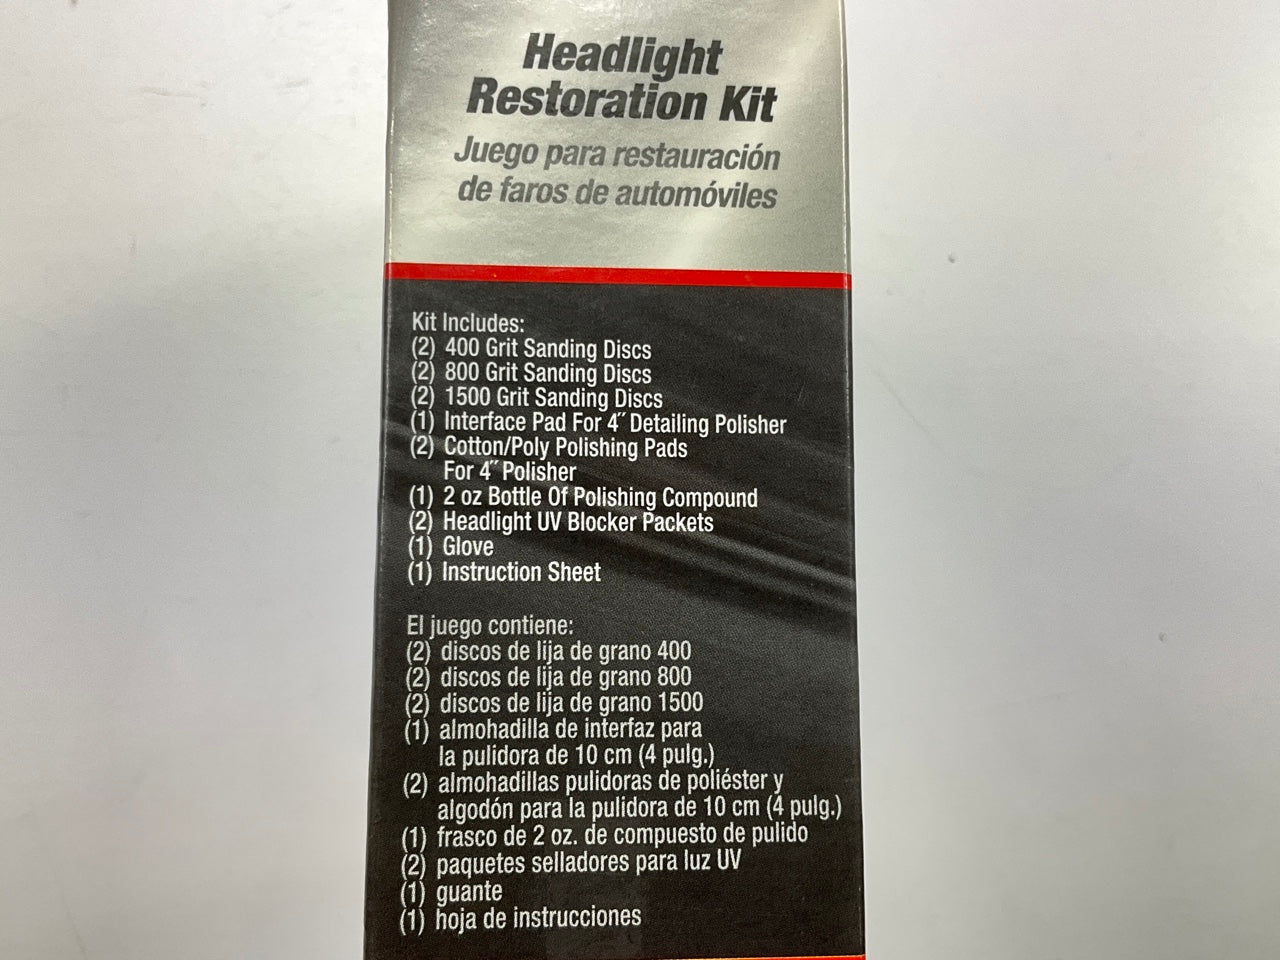 Headlight
Restoration Kit
Juego para restauración
de faros de automóviles
Kit Includes:
(2) 400 Grit Sanding Discs
(2) 800 Grit Sanding Discs
(2) 1500 Grit Sanding Discs
(1) Interface Pad For 4˝ Detailing Polisher
(2) Cotton/Poly Polishing Pads
For 4˝ Polisher
(1) 2 oz Bottle Of Polishing Compound
(2) Headlight UV Blocker Packets
(1) Glove
(1) Instruction Sheet
El juego contiene:
(2) discos de lija de grano 400
(2) discos de lija de grano 800
(2) discos de lija de grano 1500
(1) almohadilla de interfaz para
la pulidora de 10 cm (4 pulg.)
(2) almohadillas pulidoras de poliéster y
algodón para la pulidora de 10 cm (4 pulg.)
(1) frasco de 2 oz. de compuesto de pulido
(2) paquetes selladores para luz UV
(1) guante
(1) hoja de instrucciones